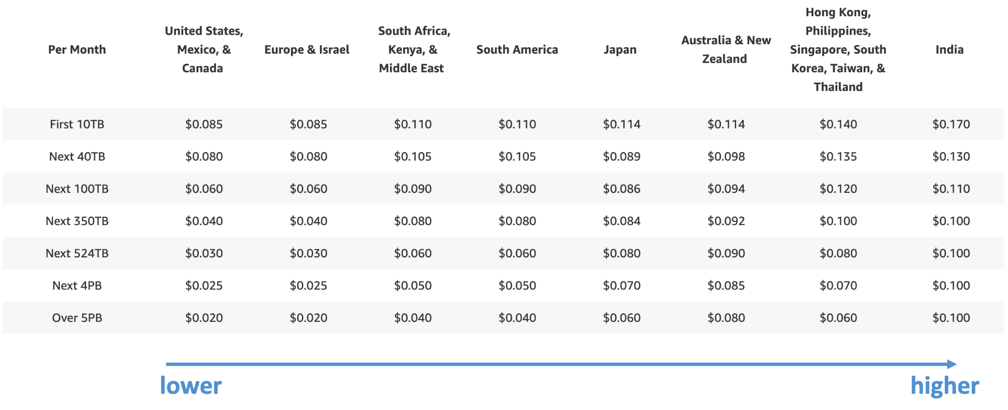 Per Month
United States,
Mexico, &
Canada
Europe & Israel
South Africa,
Kenya, &
Middle East
South America
Japan
Australia & New
Zealand
Hong Kong,
Philippines,
Singapore, South
Korea, Taiwan, &
Thailand
India
First 10TB $0.085 $0.085 $0.110 $0.110 $0.114 $0.114 $0.140 $0.170
Next 40TB $0.080 $0.080 $0.105 $0.105 $0.089 $0.098 $0.135 $0.130
Next 100TB $0.060 $0.060 $0.090 $0.090 $0.086 $0.094 $0.120 $0.110
Next 350TB $0.040 $0.040 $0.080 $0.080 $0.084 $0.092 $0.100 $0.100
Next 524TB $0.030 $0.030 $0.060 $0.060 $0.080 $0.090 $0.080 $0.100
Next 4PB $0.025 $0.025 $0.050 $0.050 $0.070 $0.085 $0.070 $0.100
Over 5PB $0.020 $0.020 $0.040 $0.040 $0.060 $0.080 $0.060 $0.100
lower higher